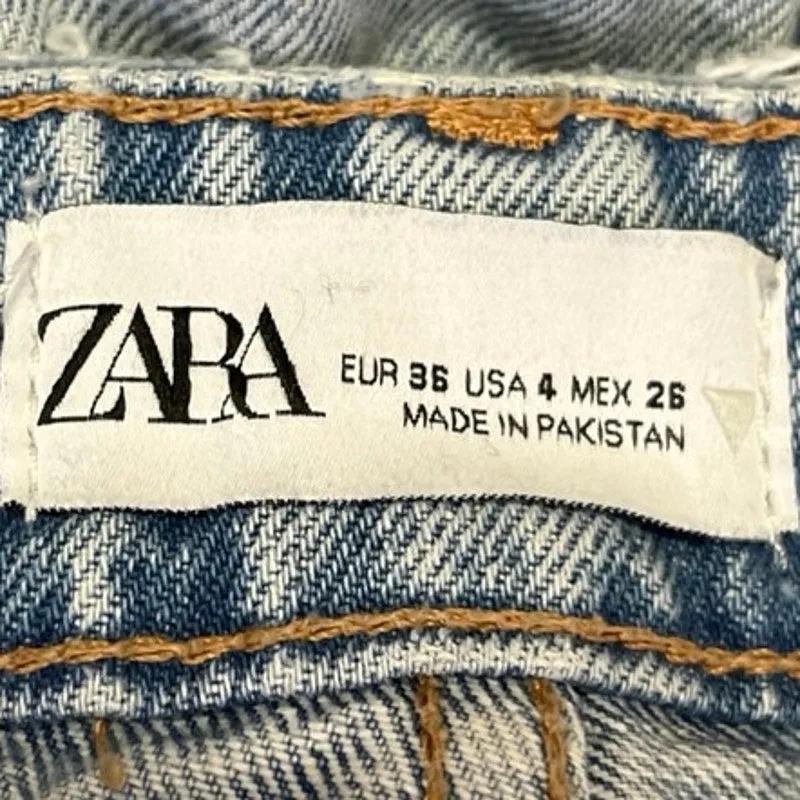 ZARA
EUR 36 USA 4 MEX 26
MADE IN PAKISTAN